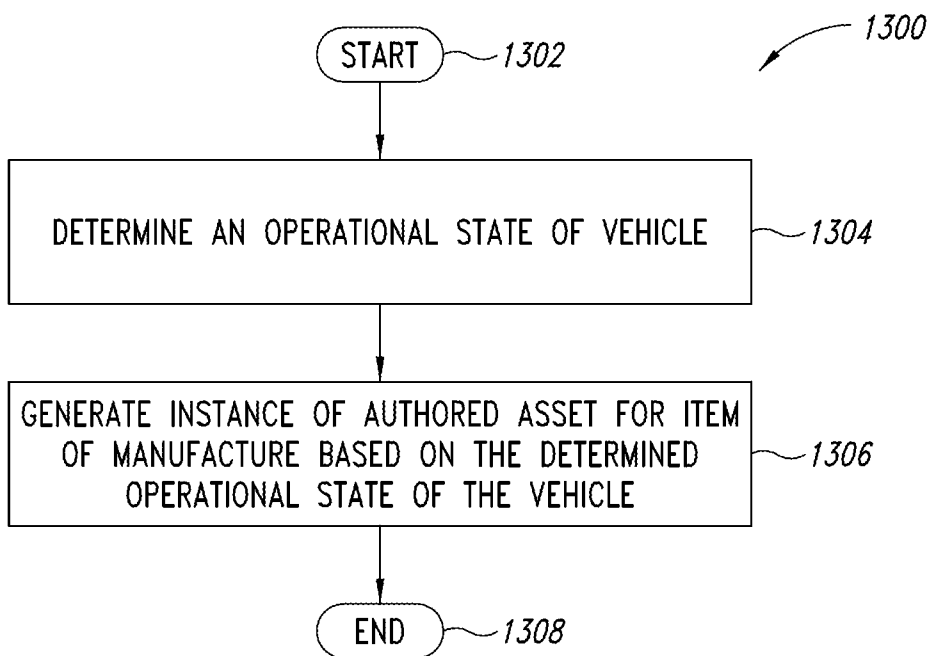 1300
START 1302
DETERMINE AN OPERATIONAL STATE OF VEHICLE 1304
GENERATE INSTANCE OF AUTHORED ASSET FOR ITEM
OF MANUFACTURE BASED ON THE DETERMINED 1306
OPERATIONAL STATE OF THE VEHICLE
END 1308